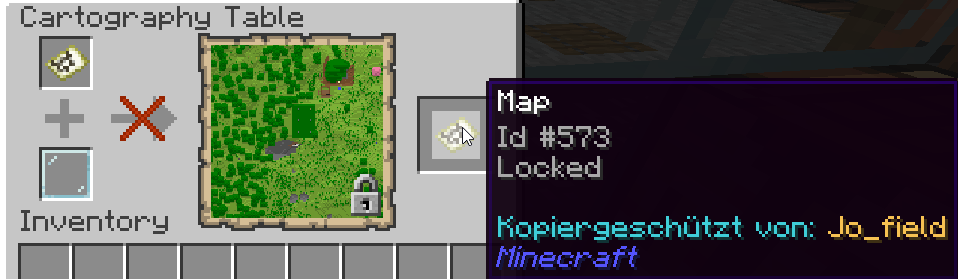 Cartography Table
Map
Id #573
Locked
Kopiergeschützt von: Jo_field
Minecraft
Inventory